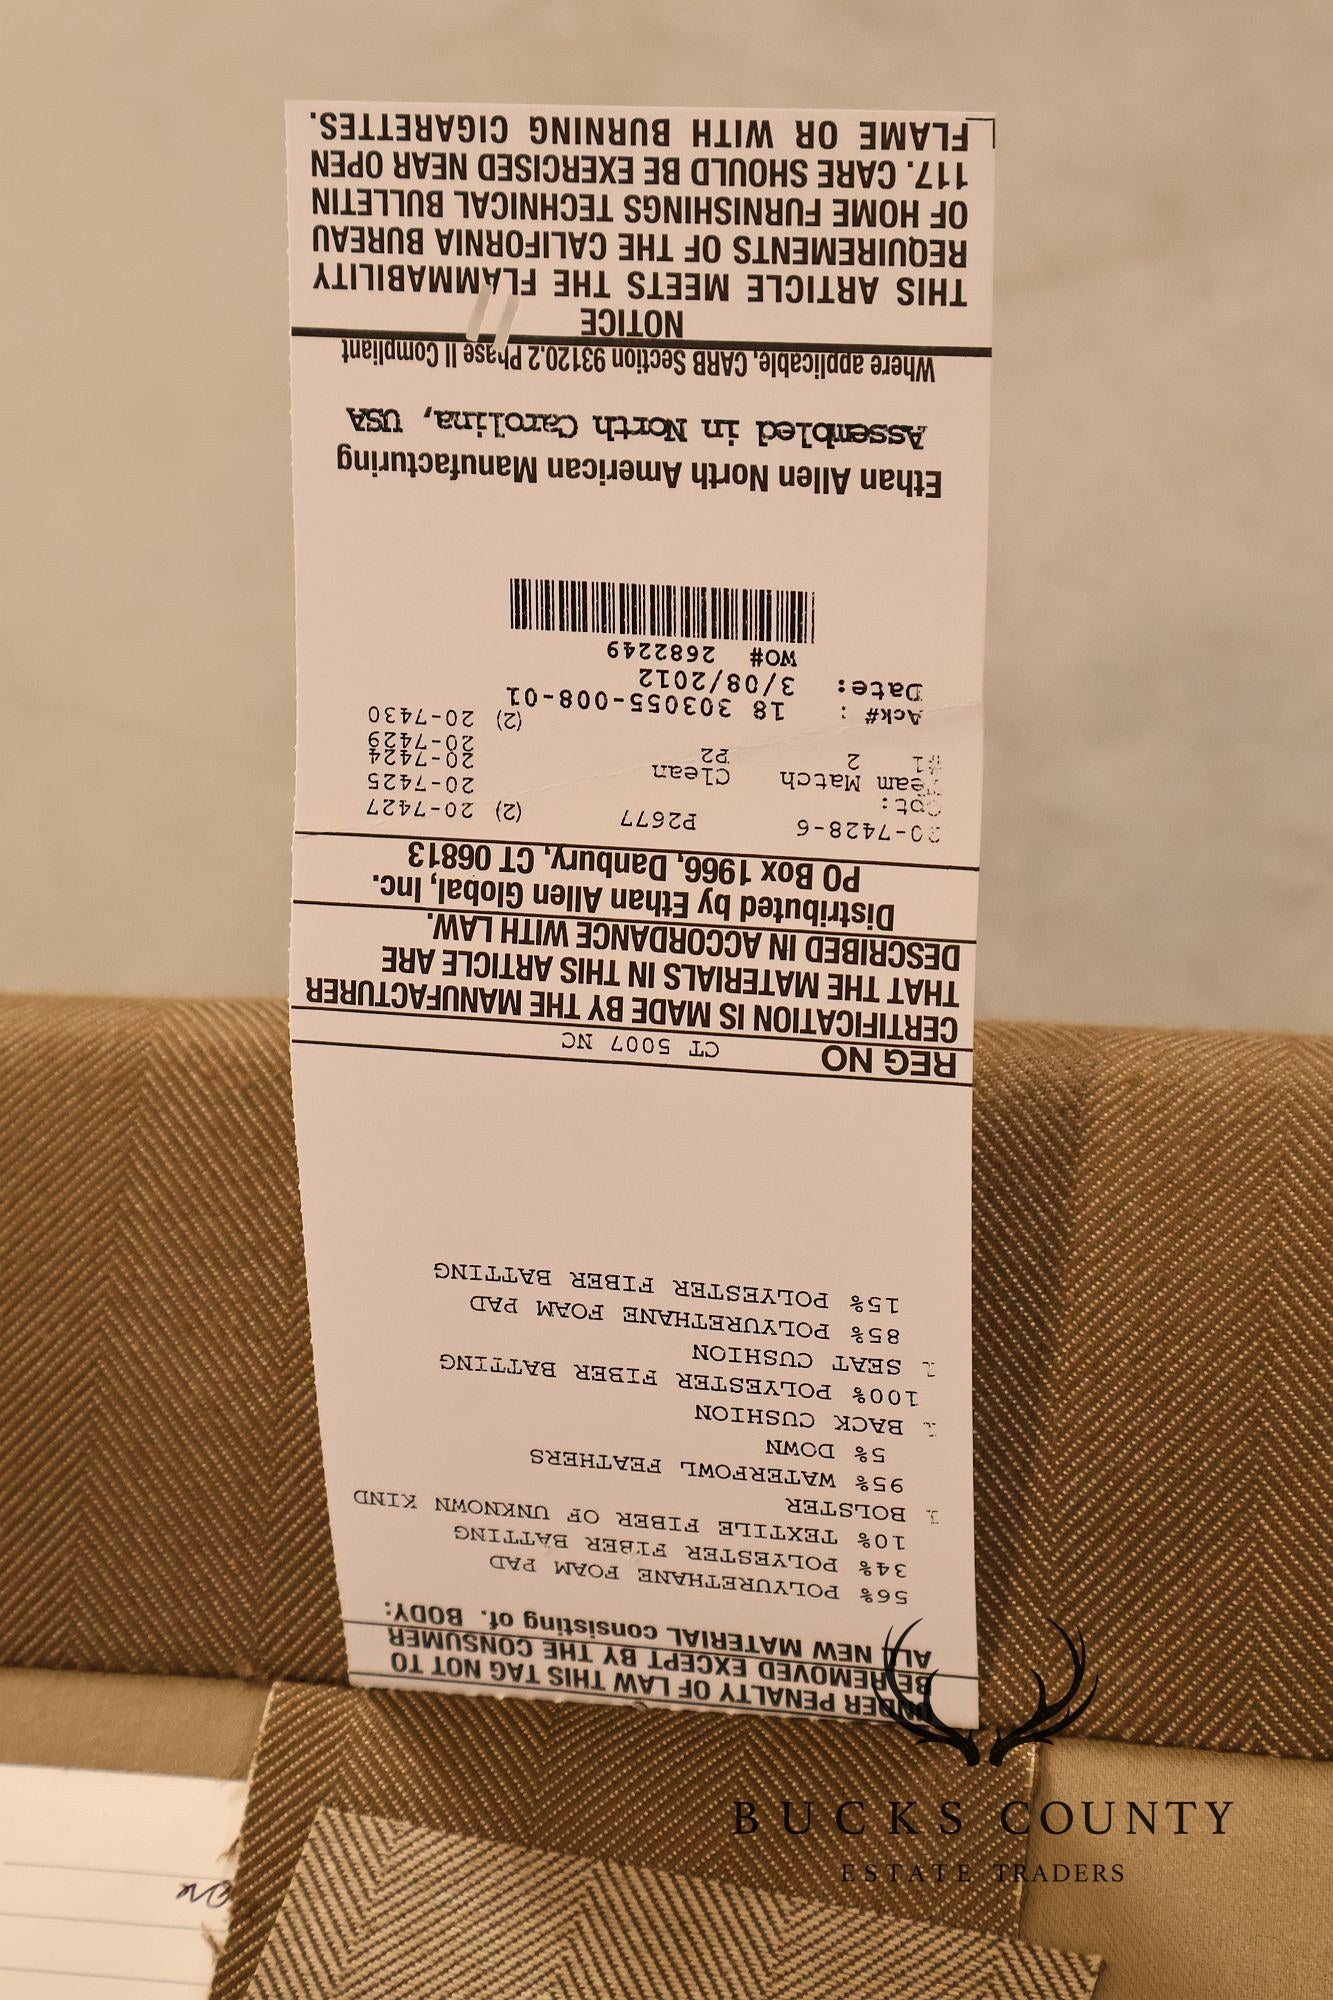 UNDER PENALTY OF LAW THIS TAG NOT TO
BE REMOVED EXCEPT BY THE CONSUMER
ALL NEW MATERIAL consisting of. BODY:
56% POLYURETHANE FOAM PAD
34% POLYESTER FIBER BATTING
10% TEXTILE FIBER OF UNKNOWN KIND
1 BOLSTER
95% WATERFOWL FEATHERS
5% DOWN
1 BACK CUSHION
100% POLYESTER FIBER BATTING
1 SEAT CUSHION
85% POLYURETHANE FOAM PAD
15% POLYESTER FIBER BATTING
REG NO CT 5007 NC
CERTIFICATION IS MADE BY THE MANUFACTURER
THAT THE MATERIALS IN THIS ARTICLE ARE
DESCRIBED IN ACCORDANCE WITH LAW.
Distributed by Ethan Allen Global, Inc.
PO Box 1966, Danbury, CT 06813
20-7428-6 P2677 (2) 20-7427
Opt: 20-7425
Seam Match Clean 20-7424
#1 2 P2 20-7429
(2) 20-7430
Ack# : 18 303055-008-01
Date: 3/08/2012
WO# 2682249
Ethan Allen North American Manufacturing
Assembled in North Carolina, USA
Where applicable, CARB Section 93120.2 Phase II Compliant
NOTICE
THIS ARTICLE MEETS THE FLAMMABILITY
REQUIREMENTS OF THE CALIFORNIA BUREAU
OF HOME FURNISHINGS TECHNICAL BULLETIN
117. CARE SHOULD BE EXERCISED NEAR OPEN
FLAME OR WITH BURNING CIGARETTES.
BUCKS COUNTY
ESTATE TRADERS